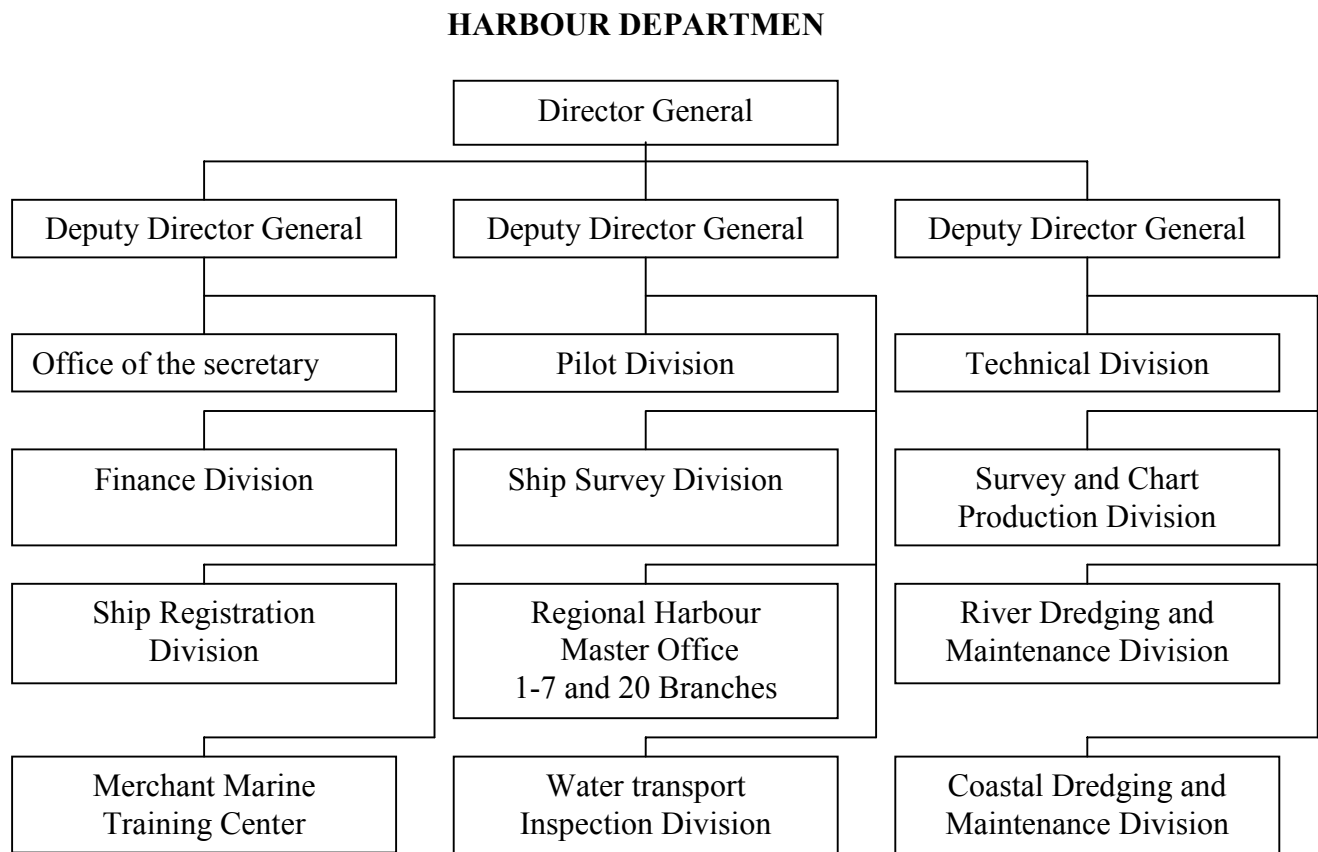 HARBOUR DEPARTMEN
Director General
Deputy Director General
Deputy Director General
Deputy Director General
Office of the secretary
Pilot Division
Technical Division
Finance Division
Ship Survey Division
Survey and Chart
Production Division
Ship Registration
Division
Regional Harbour
Master Office
1-7 and 20 Branches
River Dredging and
Maintenance Division
Merchant Marine
Training Center
Water transport
Inspection Division
Coastal Dredging and
Maintenance Division